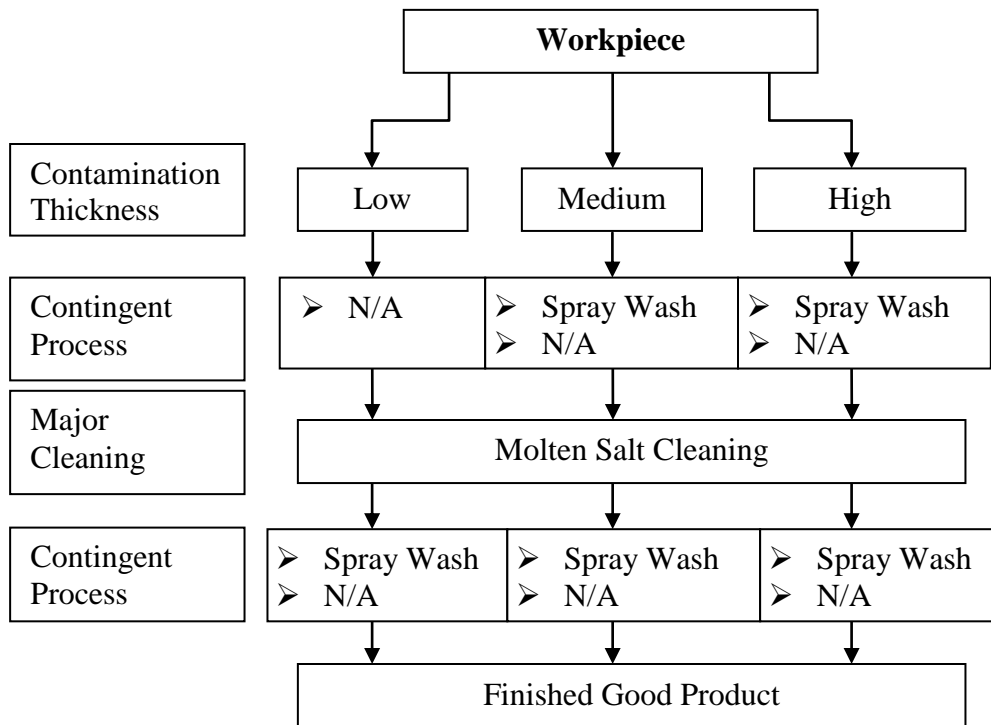 Workpiece
Contamination
Thickness
Low
Medium
High
Contingent
Process
➢ N/A
➢ Spray Wash
➢ N/A
➢ Spray Wash
➢ N/A
Major
Cleaning
Molten Salt Cleaning
Contingent
Process
➢ Spray Wash
➢ N/A
➢ Spray Wash
➢ N/A
➢ Spray Wash
➢ N/A
Finished Good Product